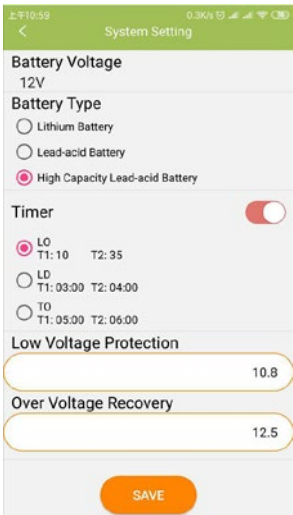 上午10:59 0.3K/s
System Setting
Battery Voltage
12V
Battery Type
Lithium Battery
Lead-acid Battery
High Capacity Lead-acid Battery
Timer
LO
T1: 10 T2: 35
LD
T1: 03:00 T2: 04:00
TO
T1: 05:00 T2: 06:00
Low Voltage Protection
10.8
Over Voltage Recovery
12.5
SAVE